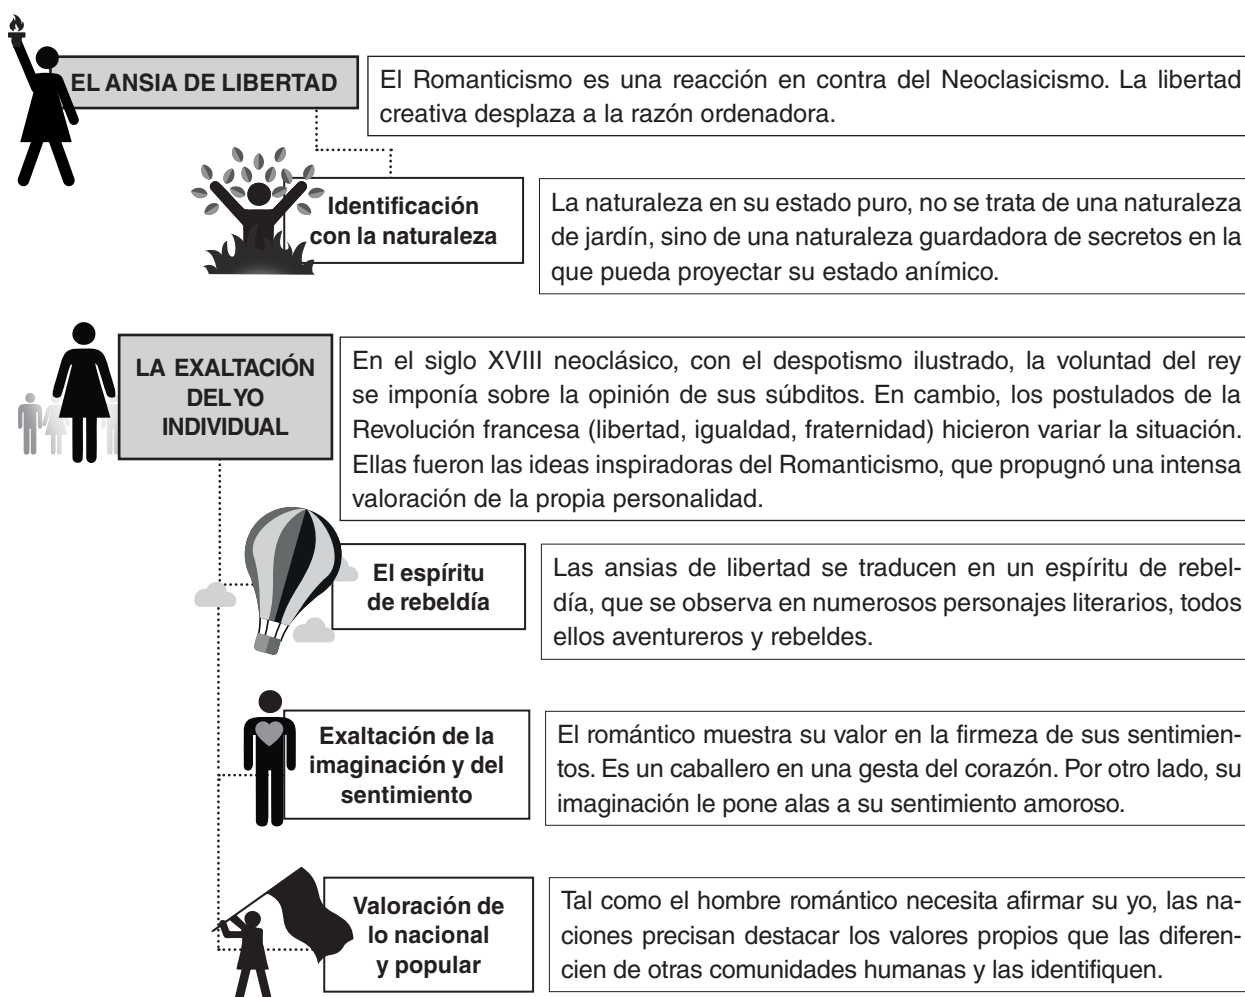 EL ANSIA DE LIBERTAD
El Romanticismo es una reacción en contra del Neoclasicismo. La libertad
creativa desplaza a la razón ordenadora.
Identificación
con la naturaleza
La naturaleza en su estado puro, no se trata de una naturaleza
de jardín, sino de una naturaleza guardadora de secretos en la
que pueda proyectar su estado anímico.
LA EXALTACIÓN
DEL YO
INDIVIDUAL
En el siglo XVIII neoclásico, con el despotismo ilustrado, la voluntad del rey
se imponía sobre la opinión de sus súbditos. En cambio, los postulados de la
Revolución francesa (libertad, igualdad, fraternidad) hicieron variar la situación.
Ellas fueron las ideas inspiradoras del Romanticismo, que propugnó una intensa
valoración de la propia personalidad.
El espíritu
de rebeldía
Las ansias de libertad se traducen en un espíritu de rebel-
día, que se observa en numerosos personajes literarios, todos
ellos aventureros y rebeldes.
Exaltación de la
imaginación y del
sentimiento
El romántico muestra su valor en la firmeza de sus sentimien-
tos. Es un caballero en una gesta del corazón. Por otro lado, su
imaginación le pone alas a su sentimiento amoroso.
Valoración de
lo nacional
y popular
Tal como el hombre romántico necesita afirmar su yo, las na-
ciones precisan destacar los valores propios que las diferen-
cien de otras comunidades humanas y las identifiquen.